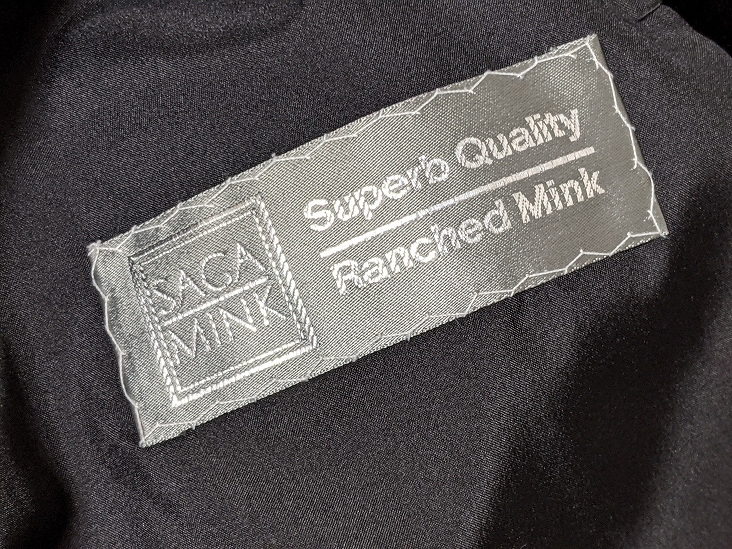 SAGA
MINK
Superb Quality
Ranched Mink